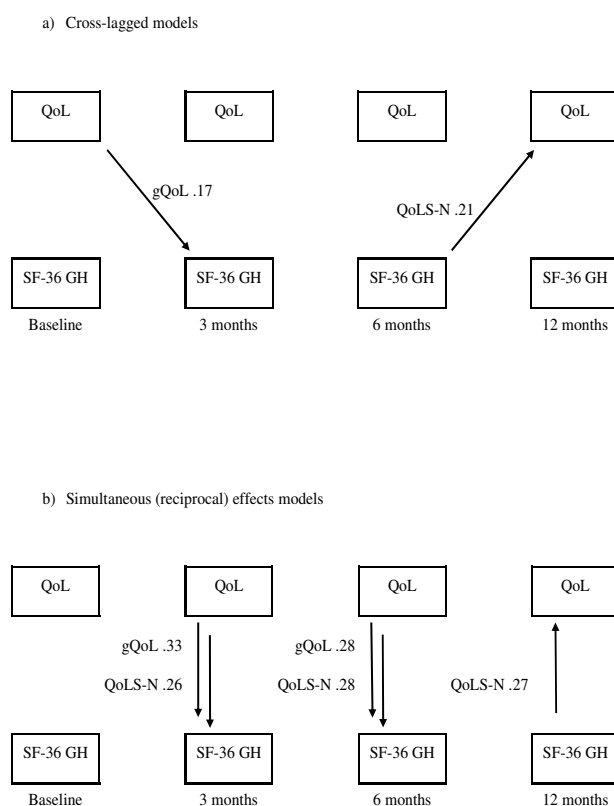 a) Cross-lagged models
QoL QoL QoL QoL
gQoL .17
QoLS-N .21
SF-36 GH SF-36 GH SF-36 GH SF-36 GH
Baseline 3 months 6 months 12 months
b) Simultaneous (reciprocal) effects models
QoL QoL QoL QoL
gQoL .33 gQoL .28
QoLS-N .26 QoLS-N .28 QoLS-N .27
SF-36 GH SF-36 GH SF-36 GH SF-36 GH
Baseline 3 months 6 months 12 months